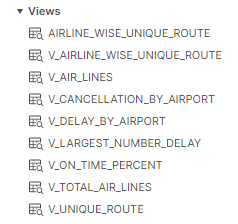 Views
AIRLINE_WISE_UNIQUE_ROUTE
V_AIRLINE_WISE_UNIQUE_ROUTE
V_AIR_LINES
V_CANCELLATION_BY_AIRPORT
V_DELAY_BY_AIRPORT
V_LARGEST_NUMBER_DELAY
V_ON_TIME_PERCENT
V_TOTAL_AIR_LINES
V_UNIQUE_ROUTE